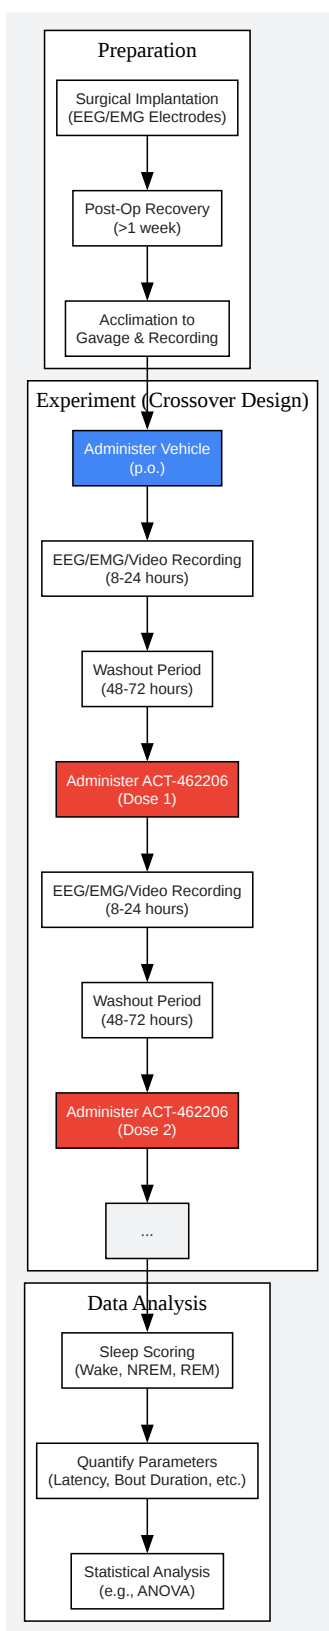 Preparation
Surgical Implantation
(EEG/EMG Electrodes)
Post-Op Recovery
(>1 week)
Acclimation to
Gavage & Recording
Experiment (Crossover Design)
Administer Vehicle
(p.o.)
EEG/EMG/Video Recording
(8-24 hours)
Washout Period
(48-72 hours)
Administer ACT-462206
(Dose 1)
EEG/EMG/Video Recording
(8-24 hours)
Washout Period
(48-72 hours)
Administer ACT-462206
(Dose 2)
...
Data Analysis
Sleep Scoring
(Wake, NREM, REM)
Quantify Parameters
(Latency, Bout Duration, etc.)
Statistical Analysis
(e.g., ANOVA)